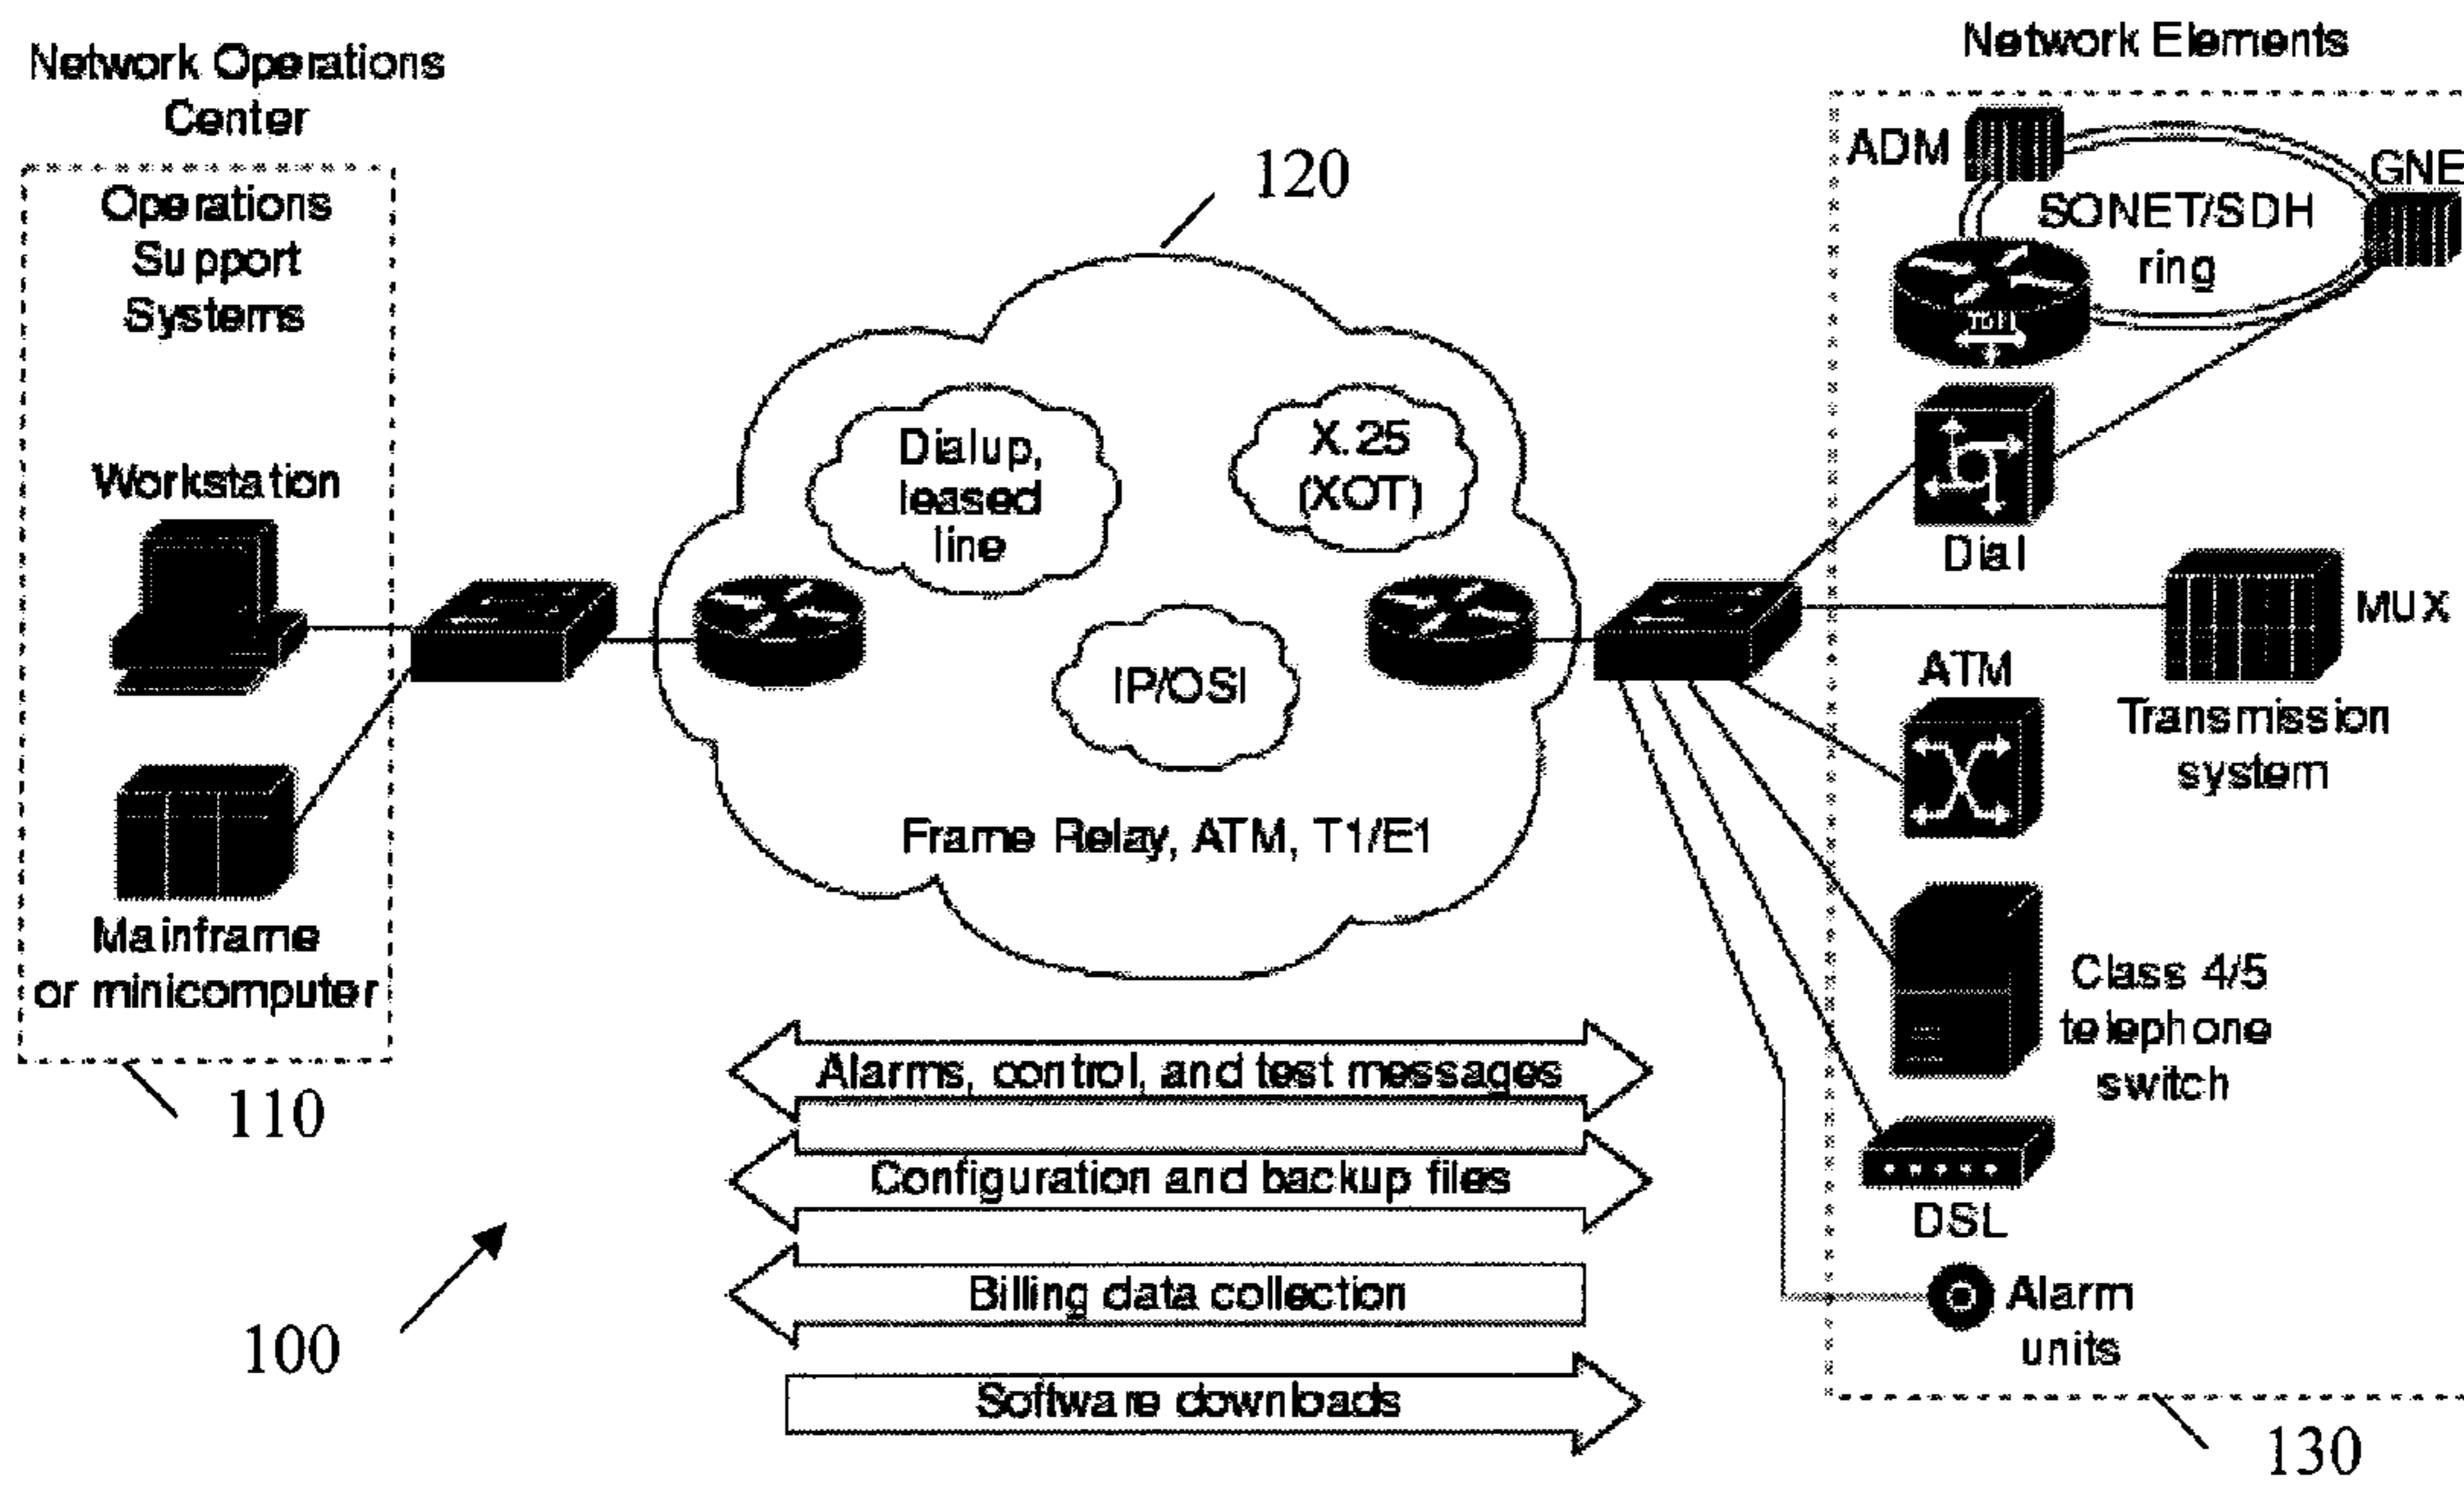 Network Operations
Center
Operations
Support
Systems
Workstation
Mainframe
or minicomputer
110
100
120
Dialup,
leased
line
X.25
(XOT)
IP/OSI
Frame Relay, ATM, T1/E1
Alarms, control, and test messages
Configuration and backup files
Billing data collection
Software downloads
Network Elements
ADM
GNE
SONET/SDH
ring
Dial
MUX
Transmission
system
ATM
Class 4/5
telephone
switch
DSL
Alarm
units
130